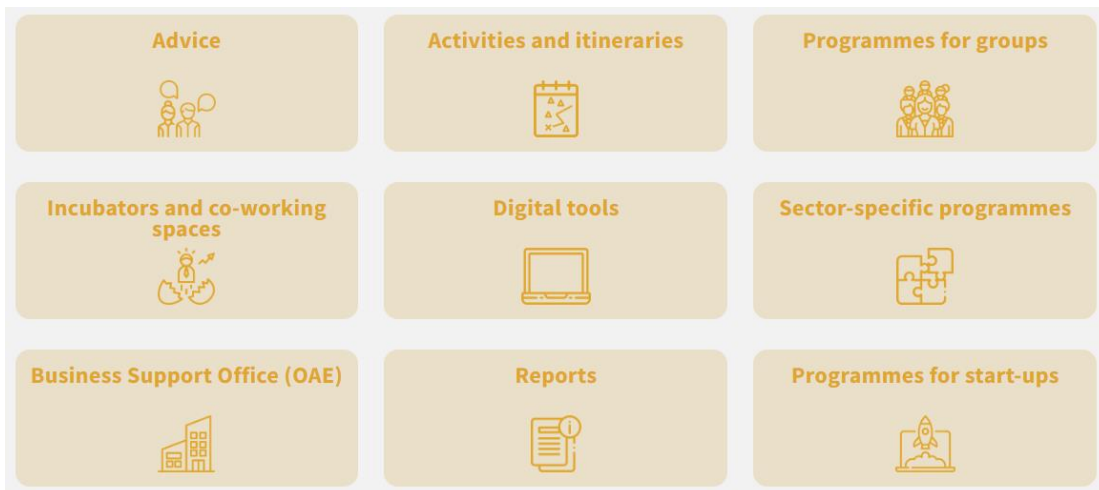 Advice
Activities and itineraries
Programmes for groups
Incubators and co-working
spaces
Digital tools
Sector-specific programmes
Business Support Office (OAE)
Reports
Programmes for start-ups